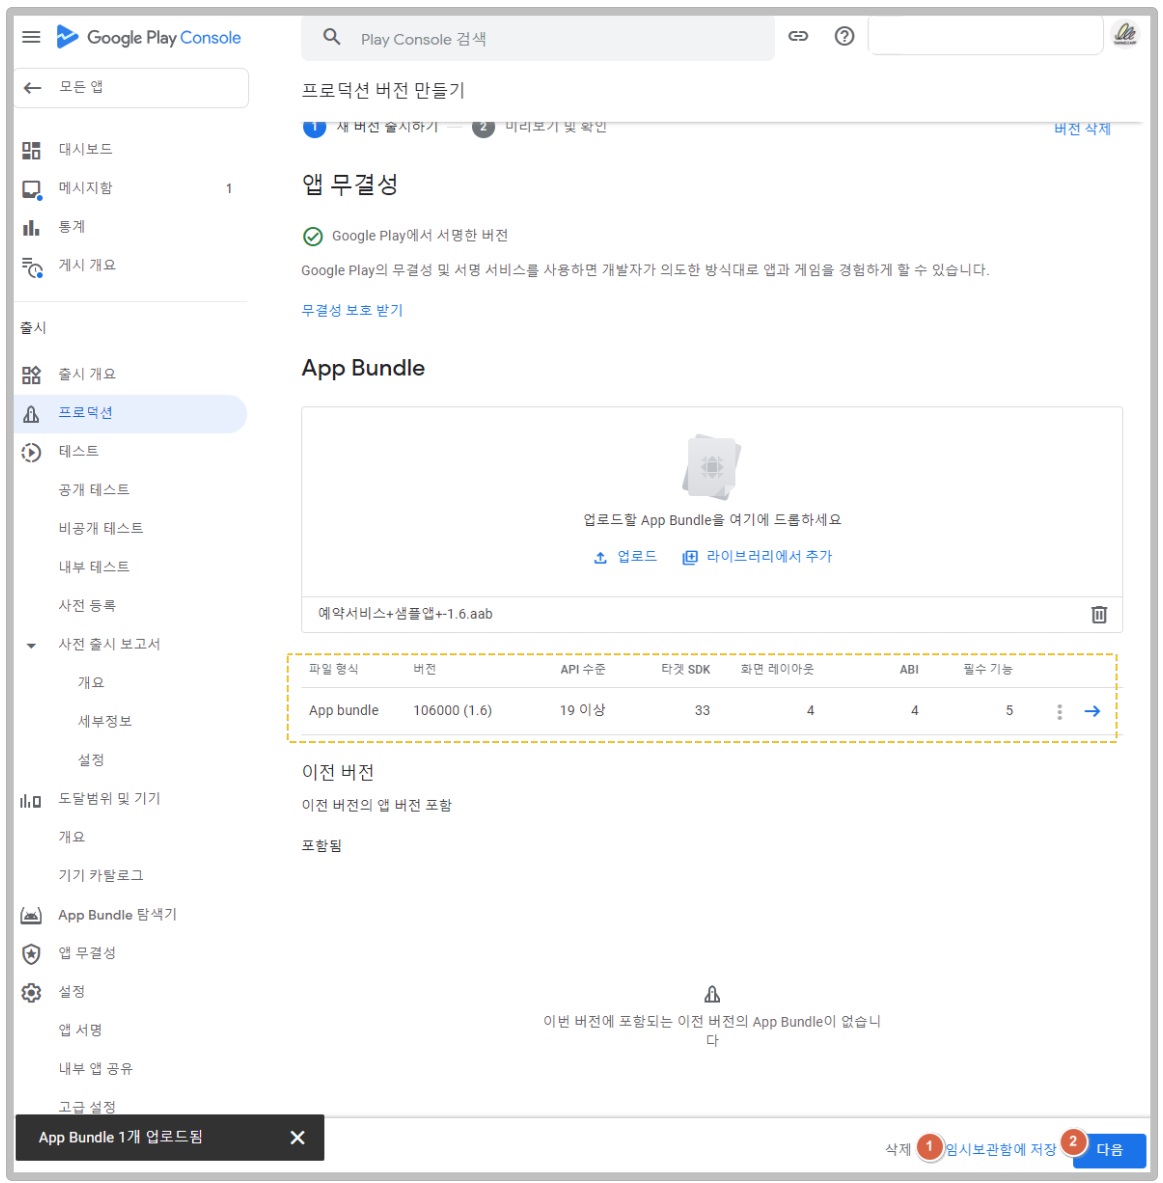 Google Play Console
Play Console 검색
모든 앱
프로덕션 버전 만들기
1 새 버전 출시하기
2 미리보기 및 확인
버전 삭제
대시보드
메시지함 1
통계
게시 개요
출시
출시 개요
프로덕션
테스트
공개 테스트
비공개 테스트
내부 테스트
사전 등록
사전 출시 보고서
개요
세부정보
설정
도달범위 및 기기
개요
기기 카탈로그
App Bundle 탐색기
앱 무결성
설정
앱 서명
내부 앱 공유
고급 설정
앱 무결성
Google Play에서 서명한 버전
Google Play의 무결성 및 서명 서비스를 사용하면 개발자가 의도한 방식대로 앱과 게임을 경험하게 할 수 있습니다.
무결성 보호 받기
App Bundle
업로드할 App Bundle을 여기에 드롭하세요
업로드 라이브러리에서 추가
예약서비스+샘플앱+-1.6.aab
파일 형식 버전 API 수준 타겟 SDK 화면 레이아웃 ABI 필수 기능
App bundle 106000 (1.6) 19 이상 33 4 4 5
이전 버전
이전 버전의 앱 버전 포함
포함됨
이번 버전에 포함되는 이전 버전의 App Bundle이 없습니
다
App Bundle 1개 업로드됨
삭제 1 임시보관함에 저장 2 다음